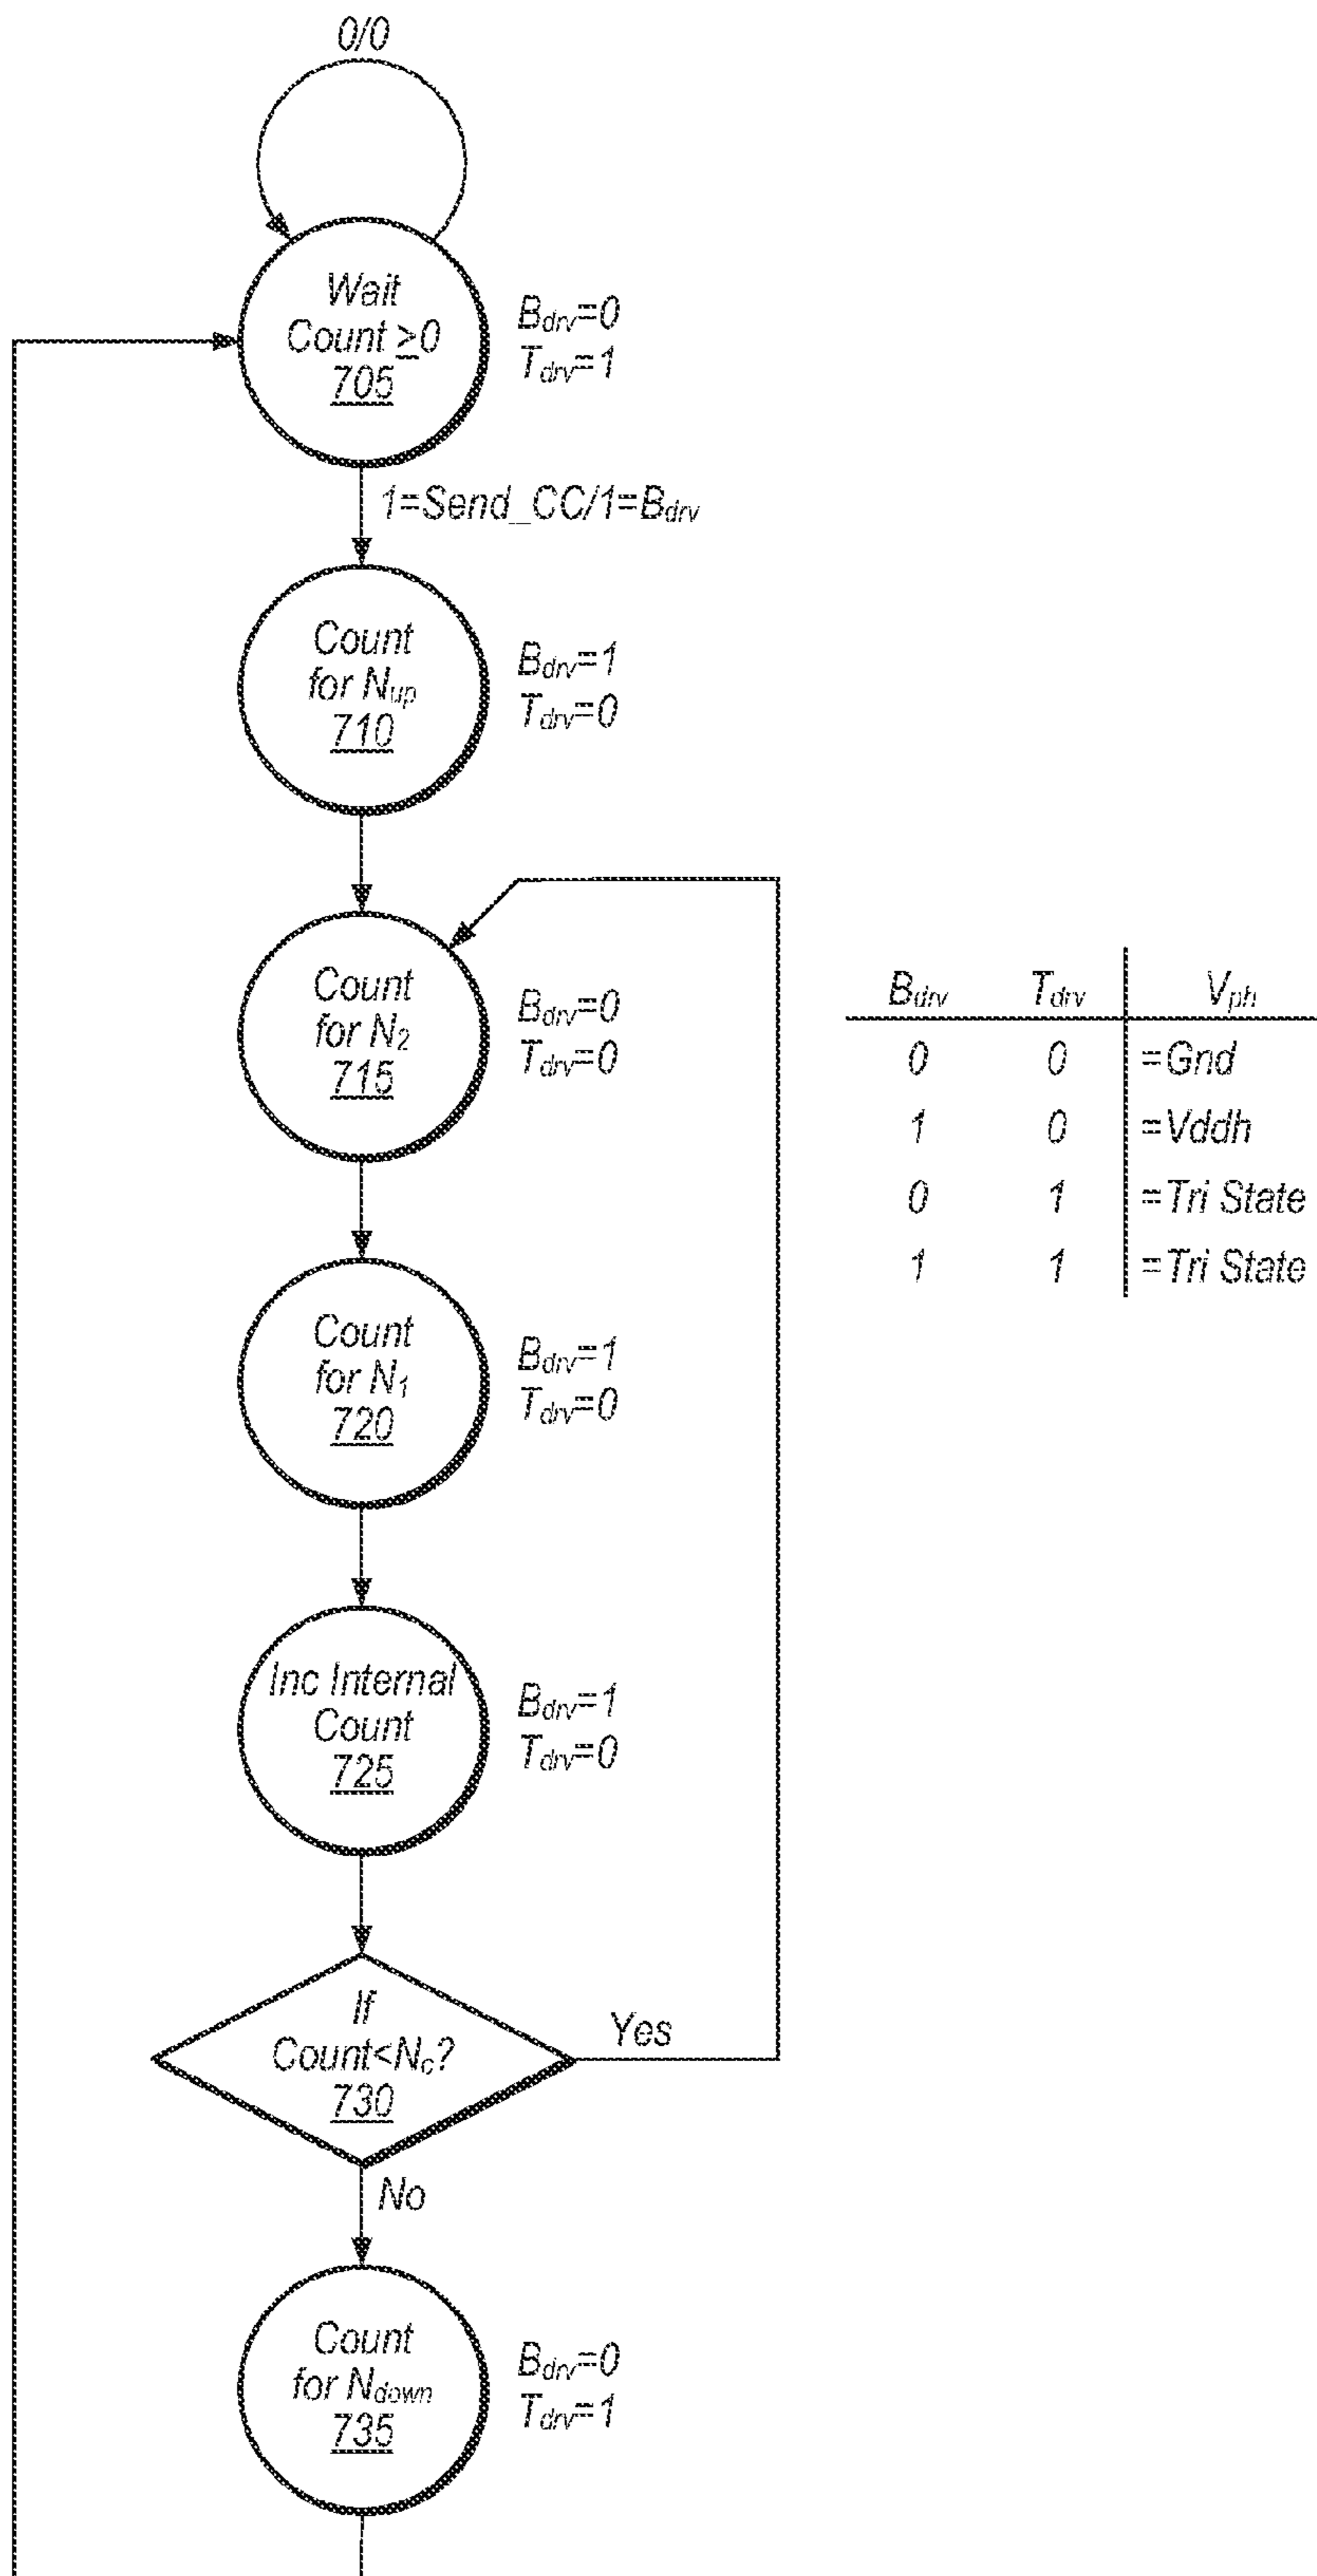 0/0
Wait
Count ≥0
705
Bdrv=0
Tdrv=1
1=Send_CC/1=Bdrv
Count
for Nup
710
Bdrv=1
Tdrv=0
Count
for N2
715
Bdrv=0
Tdrv=0
Bdrv Tdrv Vph
0 0 =Gnd
1 0 =Vddh
0 1 =Tri State
1 1 =Tri State
Count
for N1
720
Bdrv=1
Tdrv=0
Inc Internal
Count
725
Bdrv=1
Tdrv=0
If
Count<Nc?
730
Yes
No
Count
for Ndown
735
Bdrv=0
Tdrv=1